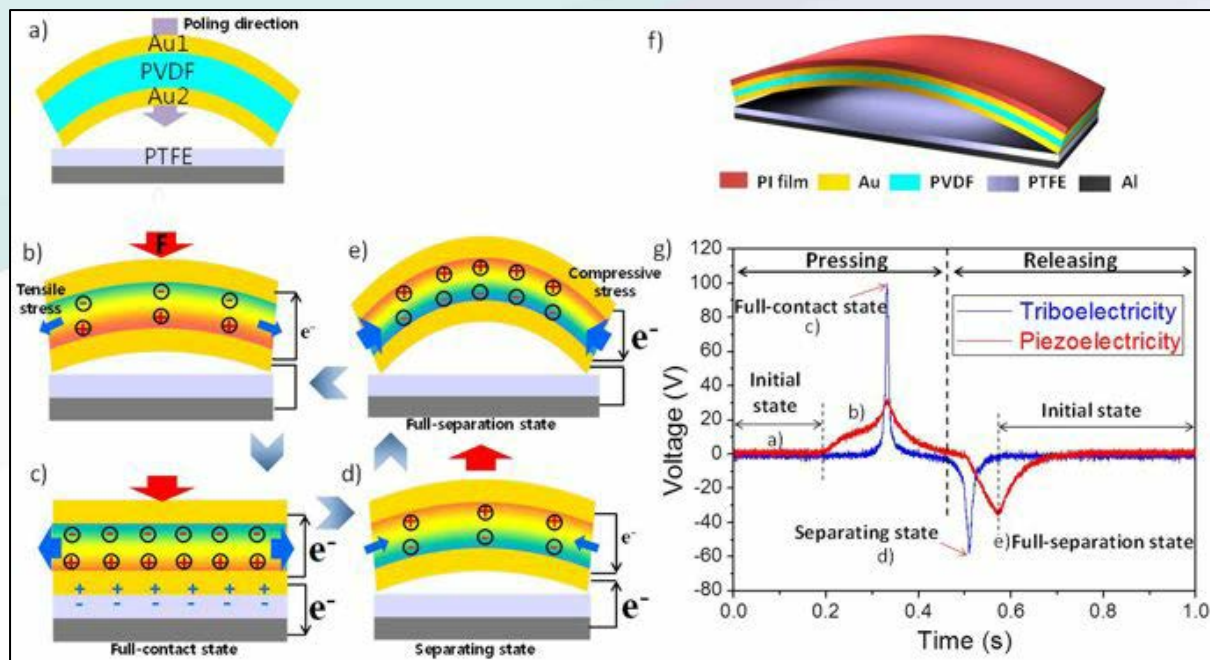 a)
Poling direction
Au1
PVDF
Au2
PTFE
f)
PI film Au PVDF PTFE Al
b)
F
Tensile
stress
e⁻
e)
Compressive
stress
e⁻
Full-separation state
c)
e⁻
e⁻
Full-contact state
d)
e⁻
e⁻
Separating state
g)
Pressing
Releasing
Full-contact state
c)
Triboelectricity
Piezoelectricity
Initial
state
a)
b)
Initial state
Separating state
d)
e)Full-separation state
Voltage (V)
120
100
80
60
40
20
0
-20
-40
-60
-80
0.0 0.2 0.4 0.6 0.8 1.0
Time (s)